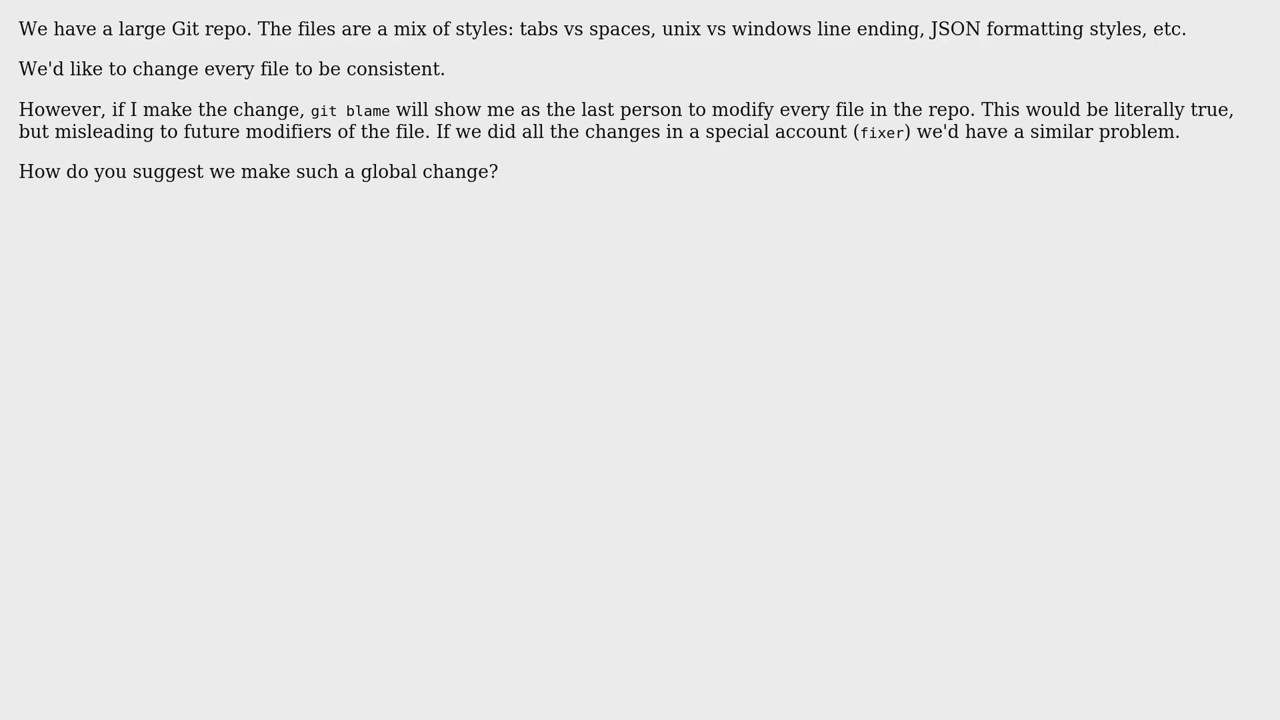 We have a large Git repo. The files are a mix of styles: tabs vs spaces, unix vs windows line ending, JSON formatting styles, etc.
We'd like to change every file to be consistent.
However, if I make the change, git blame will show me as the last person to modify every file in the repo. This would be literally true,
but misleading to future modifiers of the file. If we did all the changes in a special account (fixer) we'd have a similar problem.
How do you suggest we make such a global change?